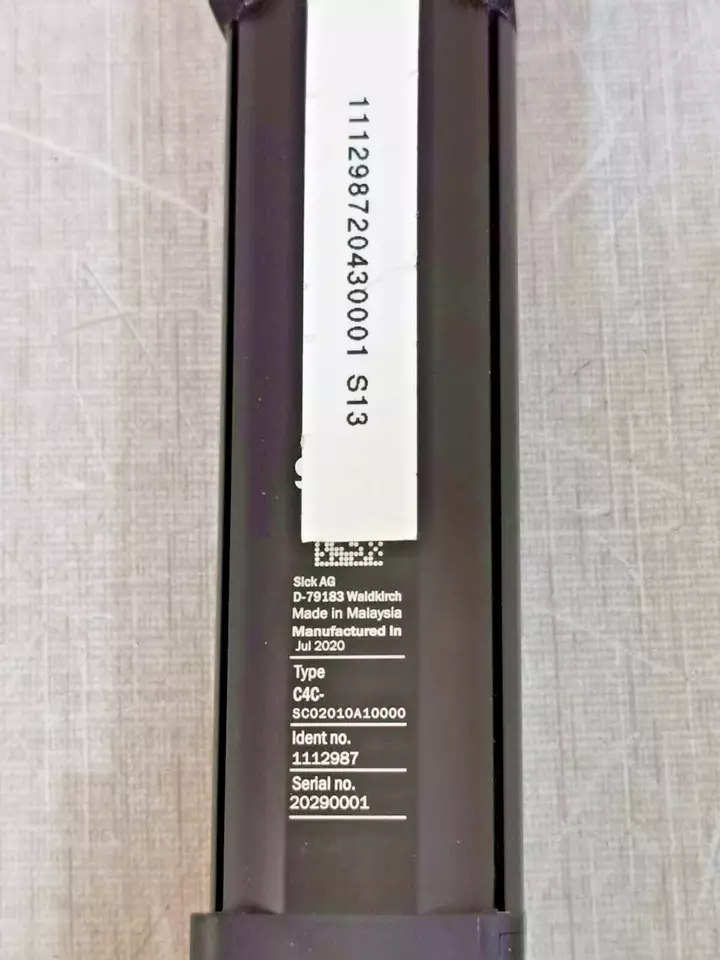 111298720430001 S13
Sick AG
D-79183 Waldkirch
Made in Malaysia
Manufactured in
Jul 2020
Type
C4C-
SC02010A10000
Ident no.
1112987
Serial no.
20290001